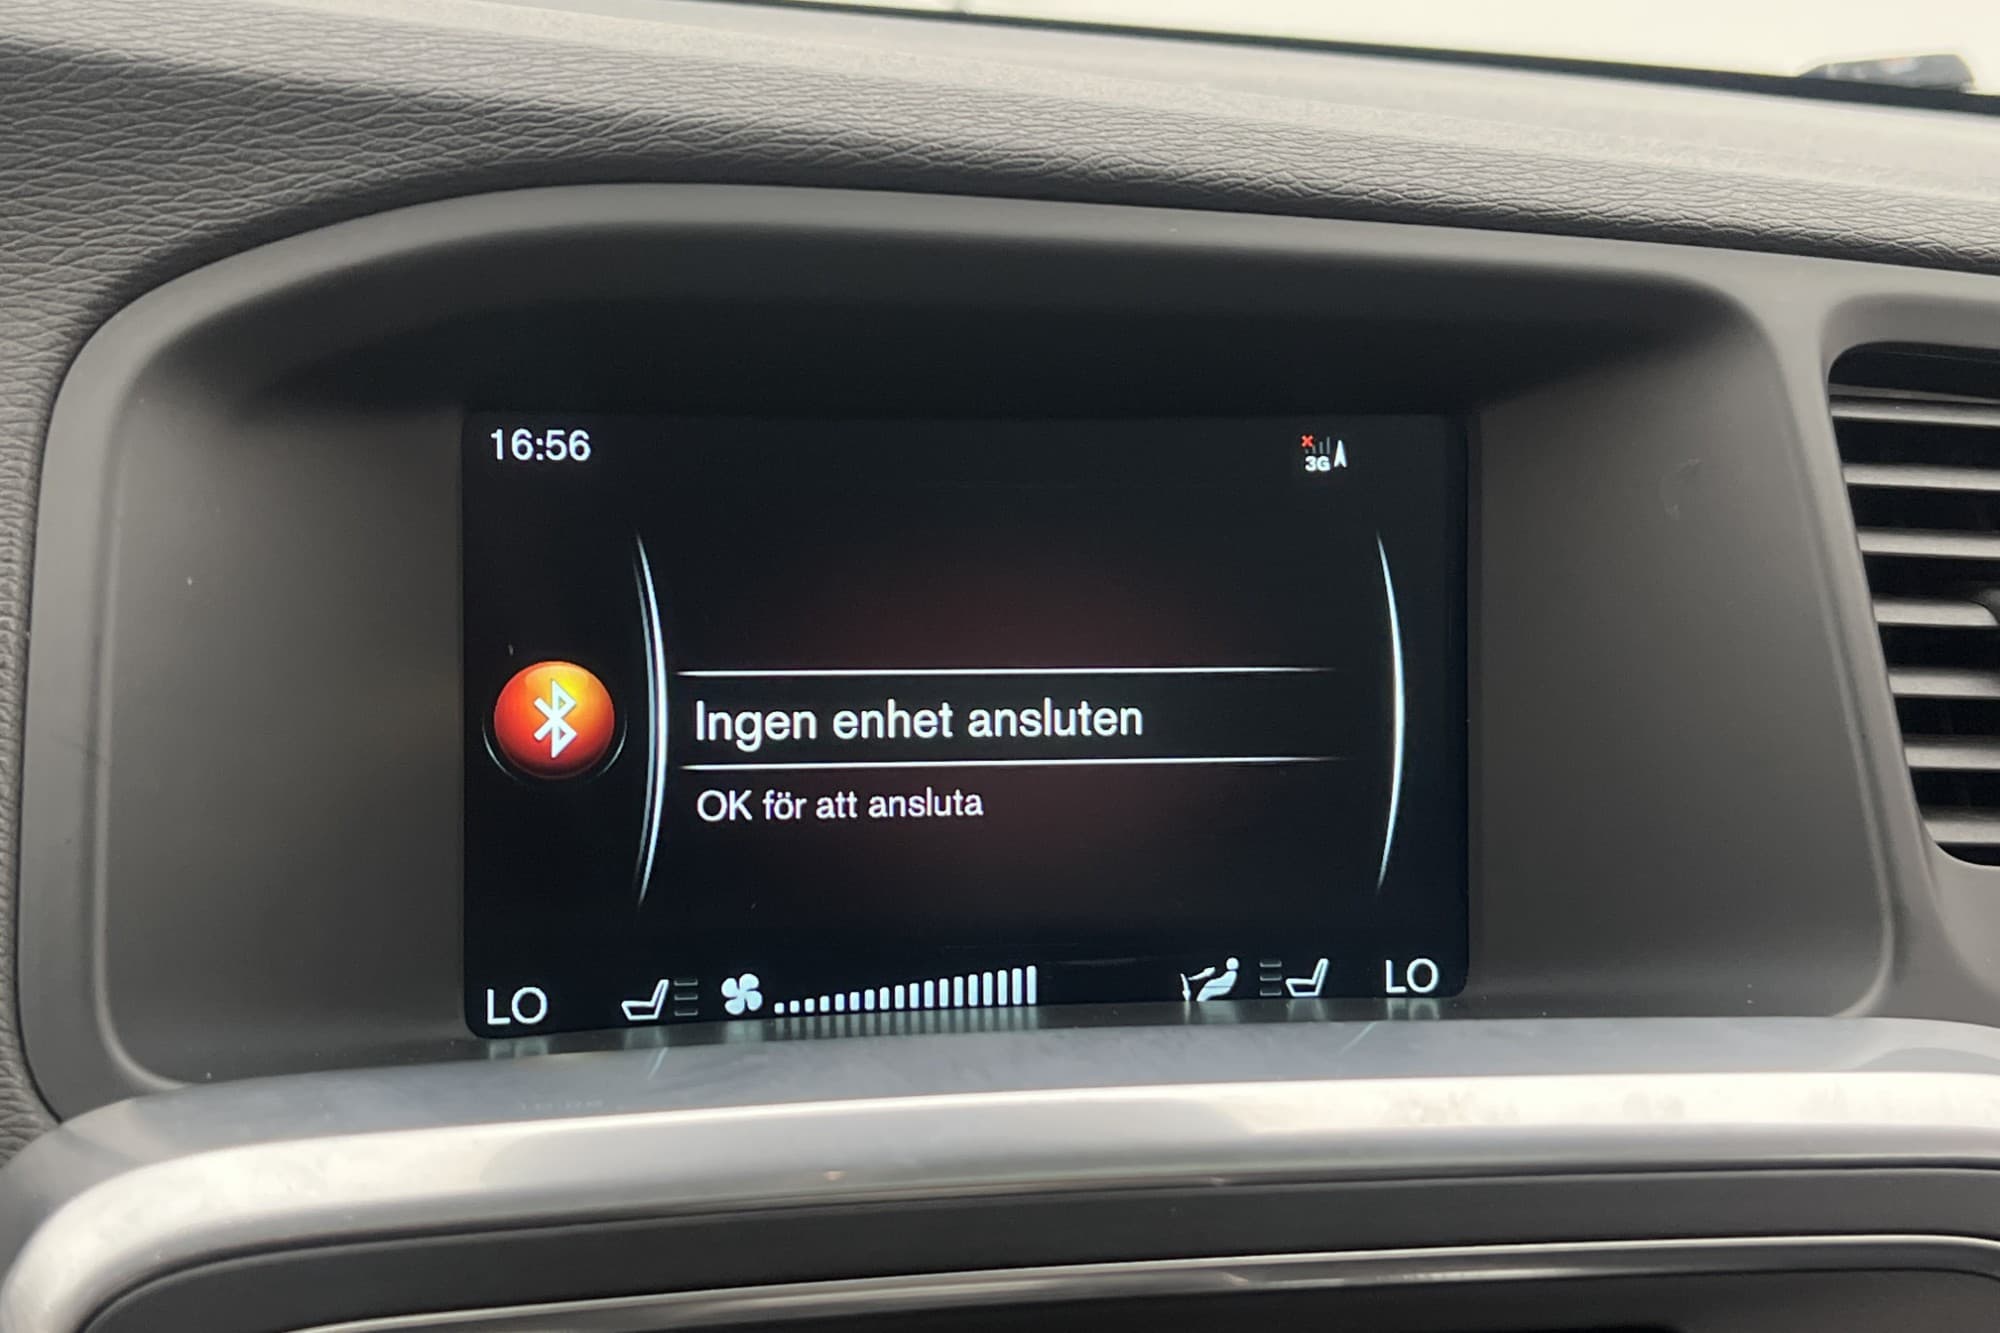 16:56
3G
Ingen enhet ansluten
OK för att ansluta
LO
LO